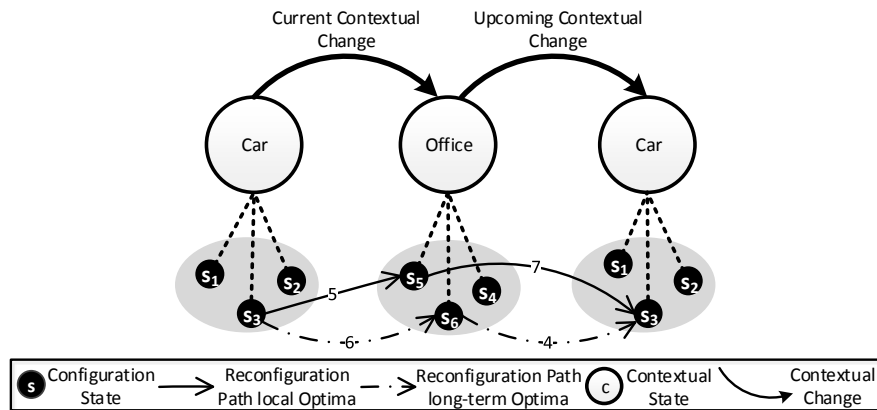 Current Contextual
Change
Upcoming Contextual
Change
Car
Office
Car
s1
s2
s3
5
6
s5
s4
s6
7
4
s1
s2
s3
s
Configuration
State
Reconfiguration
Path local Optima
Reconfiguration Path
long-term Optima
c
Contextual
State
Contextual
Change